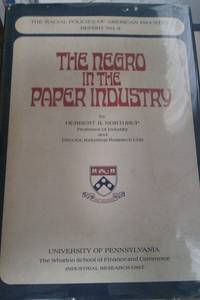 THE RACIAL POLICIES OF AMERICAN INDUSTRY
REPORT NO. 8
THE NEGRO
IN THE
PAPER INDUSTRY
by
HERBERT R. NORTHRUP
Professor of Industry
and
Director, Industrial Research Unit
UNIVERSITY OF PENNSYLVANIA
The Wharton School of Finance and Commerce
INDUSTRIAL RESEARCH UNIT